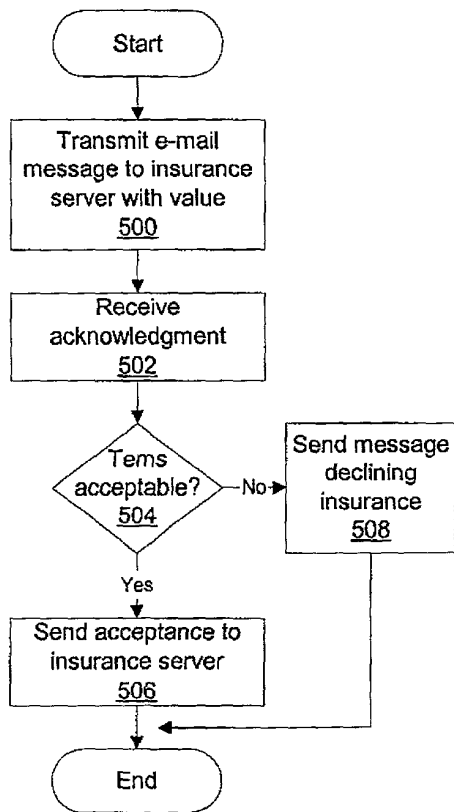 Start
Transmit e-mail
message to insurance
server with value
500
Receive
acknowledgment
502
Tems
acceptable?
504
No
Send message
declining
insurance
508
Yes
Send acceptance to
insurance server
506
End